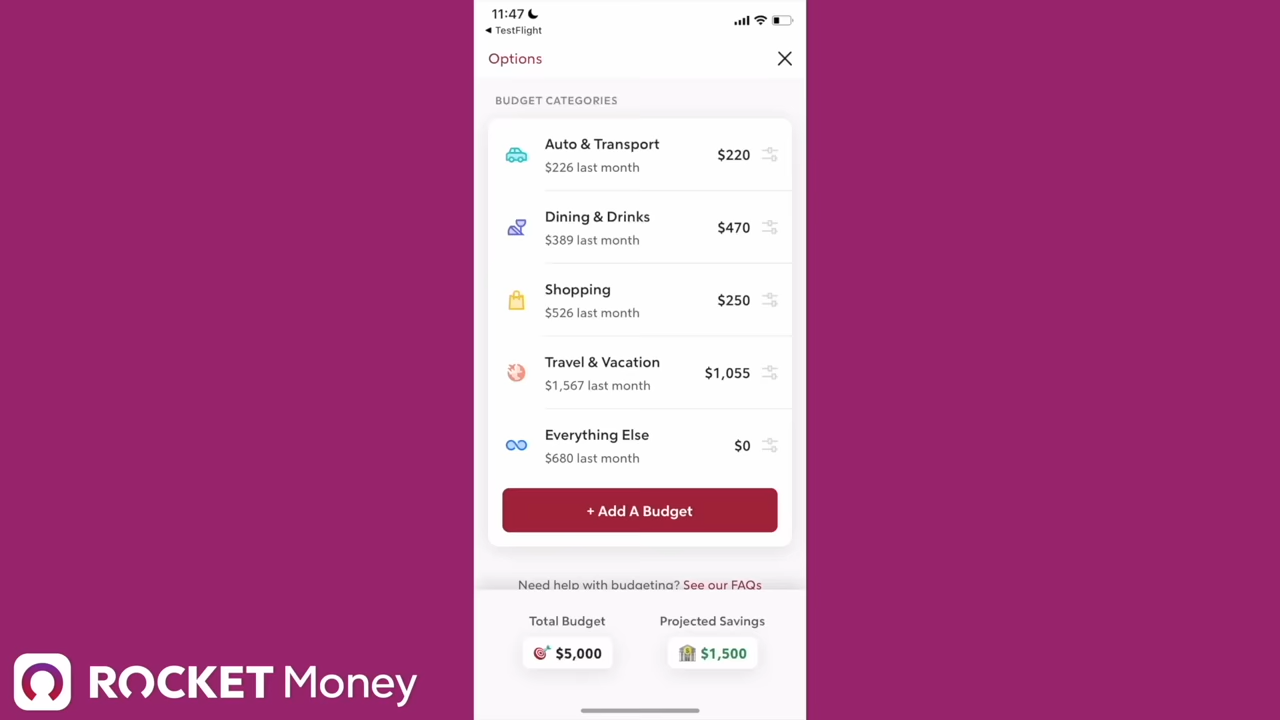 11:47
◀ TestFlight
Options
BUDGET CATEGORIES
Auto & Transport
$226 last month
$220
Dining & Drinks
$389 last month
$470
Shopping
$526 last month
$250
Travel & Vacation
$1,567 last month
$1,055
Everything Else
$680 last month
$0
+ Add A Budget
Need help with budgeting? See our FAQs
Total Budget
$5,000
Projected Savings
$1,500
ROCKET Money